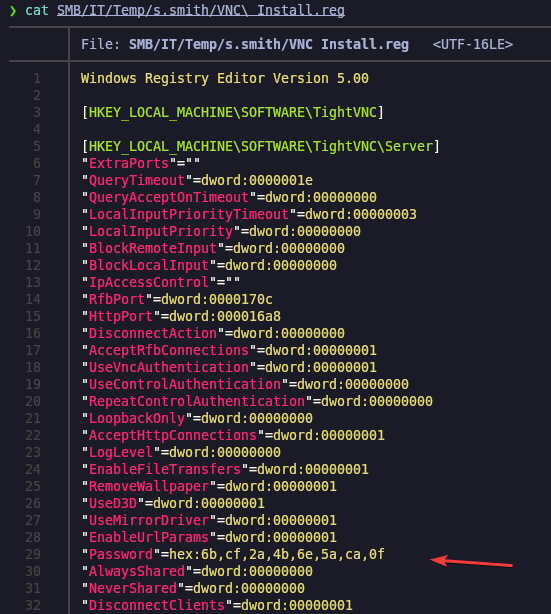 ❯ cat SMB/IT/Temp/s.smith/VNC\ Install.reg
File: SMB/IT/Temp/s.smith/VNC Install.reg <UTF-16LE>
1 Windows Registry Editor Version 5.00
2
3 [HKEY_LOCAL_MACHINE\SOFTWARE\TightVNC]
4
5 [HKEY_LOCAL_MACHINE\SOFTWARE\TightVNC\Server]
6 "ExtraPorts"=""
7 "QueryTimeout"=dword:0000001e
8 "QueryAcceptOnTimeout"=dword:00000000
9 "LocalInputPriorityTimeout"=dword:00000003
10 "LocalInputPriority"=dword:00000000
11 "BlockRemoteInput"=dword:00000000
12 "BlockLocalInput"=dword:00000000
13 "IpAccessControl"=""
14 "RfbPort"=dword:0000170c
15 "HttpPort"=dword:000016a8
16 "DisconnectAction"=dword:00000000
17 "AcceptRfbConnections"=dword:00000001
18 "UseVncAuthentication"=dword:00000001
19 "UseControlAuthentication"=dword:00000000
20 "RepeatControlAuthentication"=dword:00000000
21 "LoopbackOnly"=dword:00000000
22 "AcceptHttpConnections"=dword:00000001
23 "LogLevel"=dword:00000000
24 "EnableFileTransfers"=dword:00000001
25 "RemoveWallpaper"=dword:00000001
26 "UseD3D"=dword:00000001
27 "UseMirrorDriver"=dword:00000001
28 "EnableUrlParams"=dword:00000001
29 "Password"=hex:6b,cf,2a,4b,6e,5a,ca,0f
30 "AlwaysShared"=dword:00000000
31 "NeverShared"=dword:00000000
32 "DisconnectClients"=dword:00000001